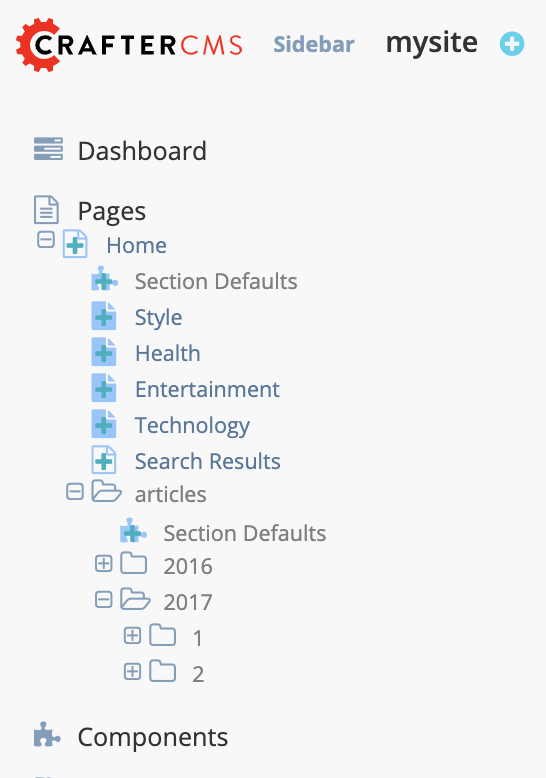 CRAFTERCMS Sidebar mysite
Dashboard
Pages
Home
Section Defaults
Style
Health
Entertainment
Technology
Search Results
articles
Section Defaults
2016
2017
1
2
Components